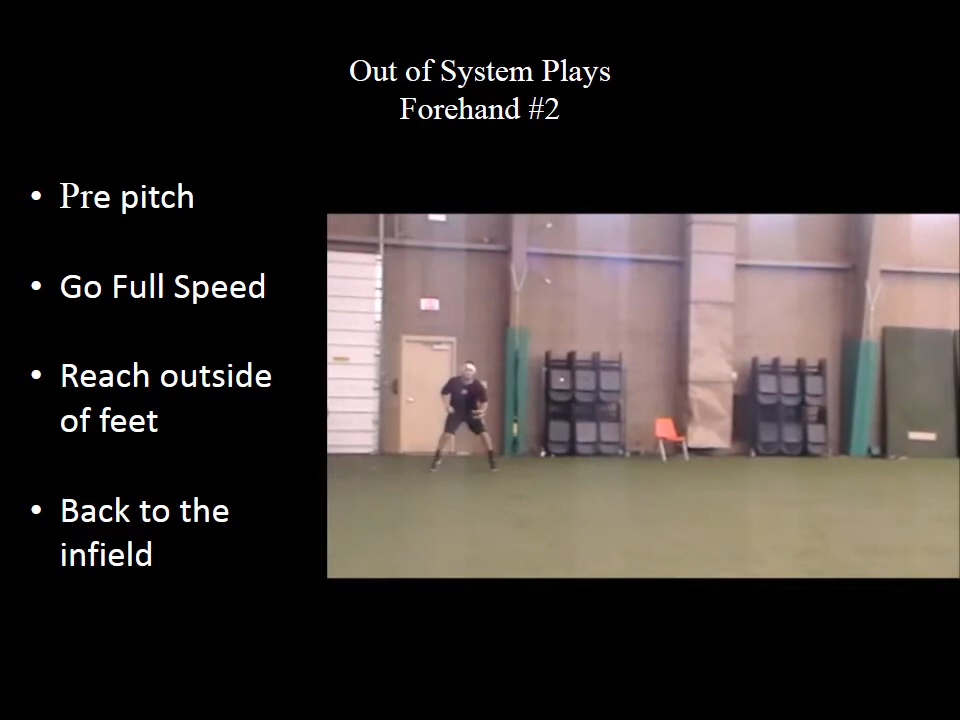 Out of System Plays
Forehand #2
• Pre pitch
• Go Full Speed
• Reach outside
of feet
• Back to the
infield